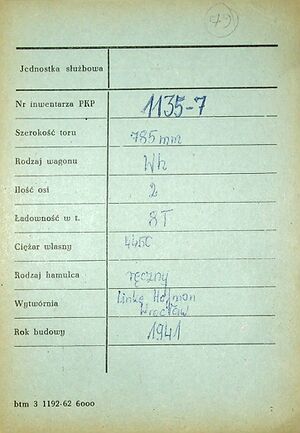 Jednostka służbowa
Nr inwentarza PKP 1135-7
Szerokość toru 785 mm
Rodzaj wagonu Wh
Ilość osi 2
Ładowność w t. 8T
Ciężar własny 4450
Rodzaj hamulca ręczny
Wytwórnia Linke Hofman
Wrocław
Rok budowy 1941
btm 3 1192-62 6000